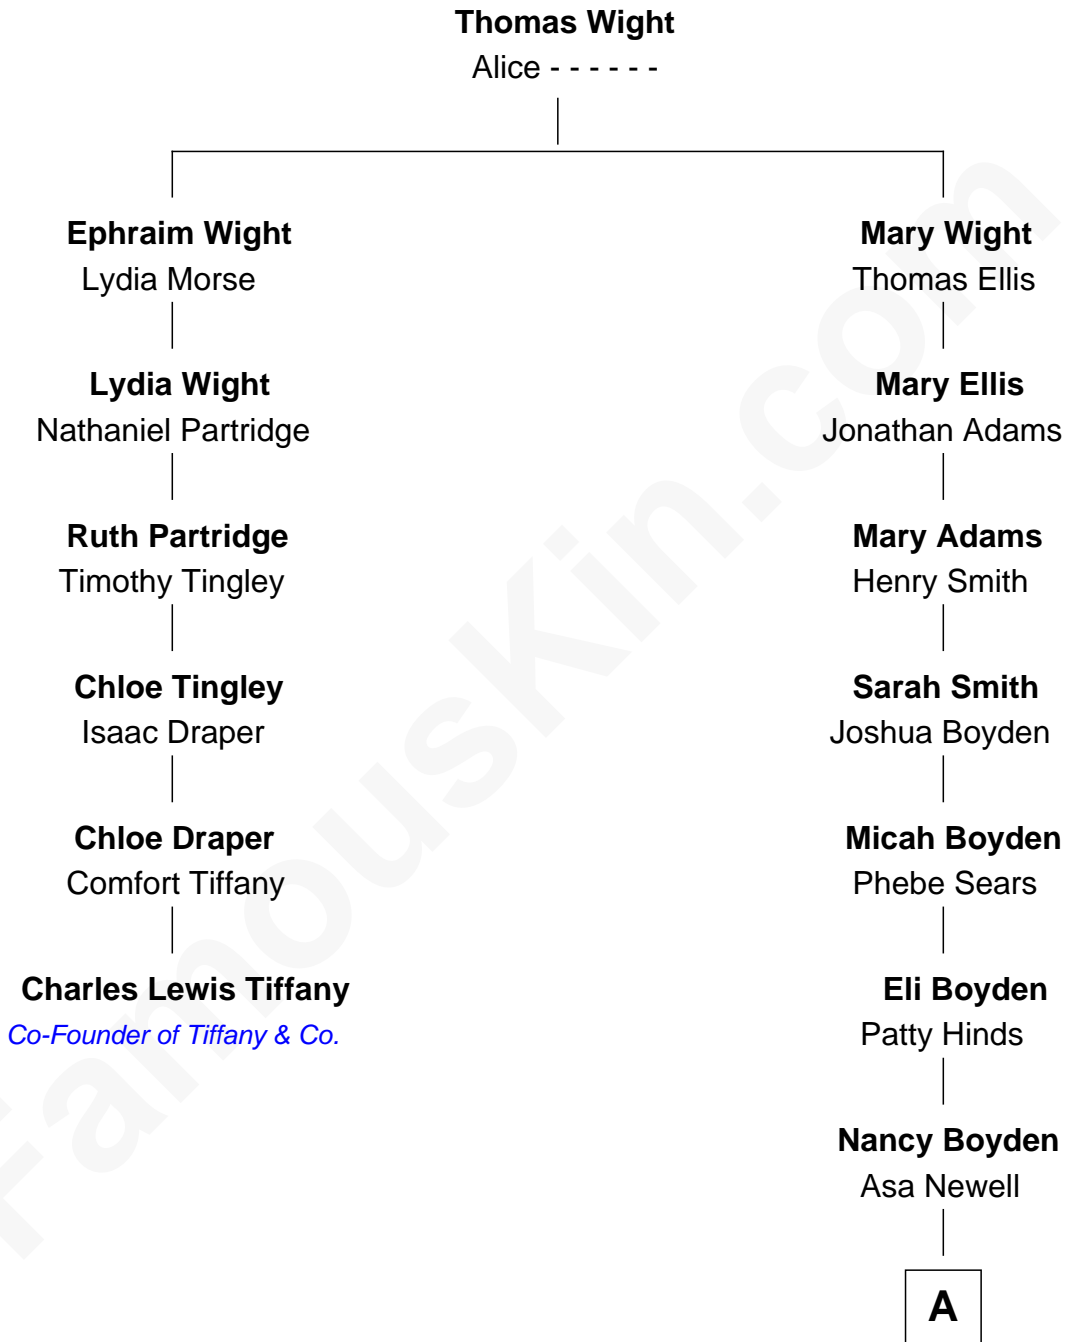 Thomas Wight
Alice - - - - - -
Ephraim Wight
Lydia Morse
Mary Wight
Thomas Ellis
Lydia Wight
Nathaniel Partridge
Mary Ellis
Jonathan Adams
Ruth Partridge
Timothy Tingley
Mary Adams
Henry Smith
Chloe Tingley
Isaac Draper
Sarah Smith
Joshua Boyden
Chloe Draper
Comfort Tiffany
Micah Boyden
Phebe Sears
Charles Lewis Tiffany
Co-Founder of Tiffany & Co.
Eli Boyden
Patty Hinds
Nancy Boyden
Asa Newell
A
FamousKin.com